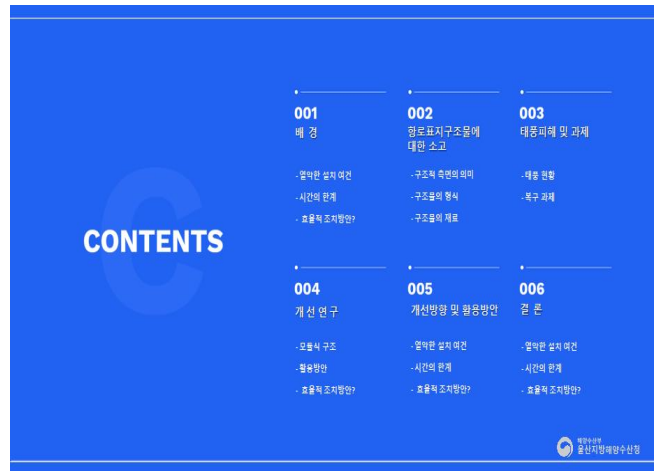 CONTENTS
001
배 경
- 열악한 설치 여건
- 시간의 한계
- 효율적 조치방안?
002
항로표지구조물에
대한 소고
- 구조적 측면의 의미
- 구조물의 형식
- 구조물의 재료
003
태풍피해 및 과제
- 태풍 현황
- 복구 과제
004
개 선 연 구
- 모듈식 구조
- 활용방안
- 효율적 조치방안?
005
개선방향 및 활용방안
- 열악한 설치 여건
- 시간의 한계
- 효율적 조치방안?
006
결 론
- 열악한 설치 여건
- 시간의 한계
- 효율적 조치방안?
해양수산부
울산지방해양수산청